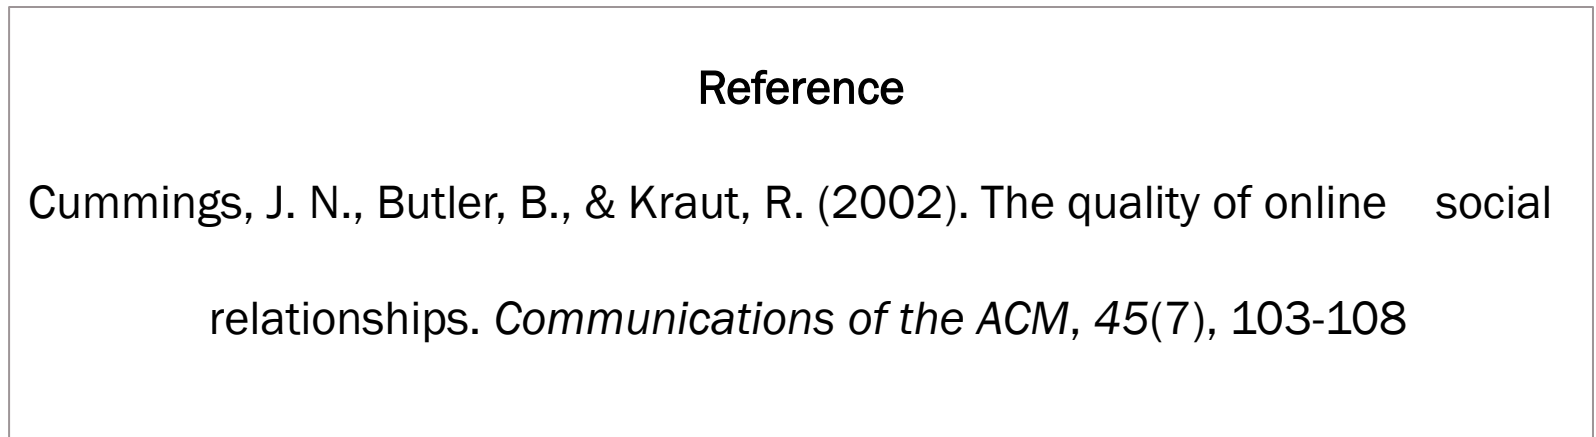 Reference
Cummings, J. N., Butler, B., & Kraut, R. (2002). The quality of online social
relationships. Communications of the ACM, 45(7), 103-108